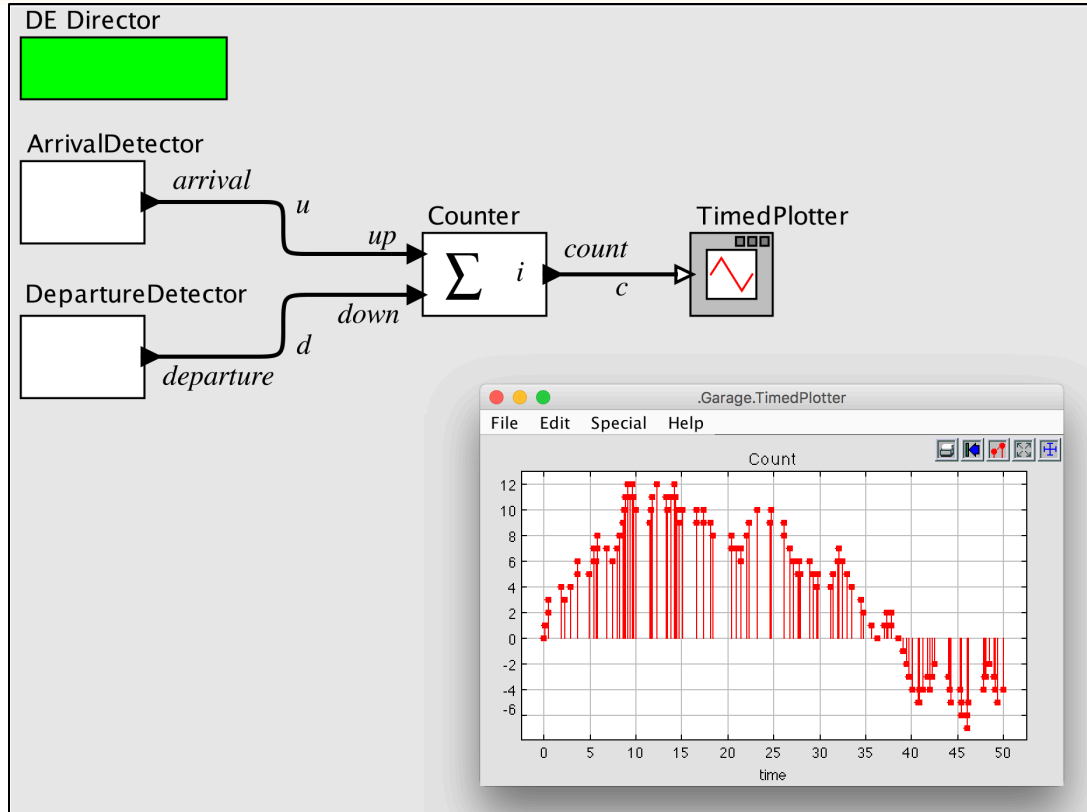 DE Director
ArrivalDetector
arrival
u
up
Counter
Σ i
count
c
TimedPlotter
DepartureDetector
down
d
departure
.Garage.TimedPlotter
File Edit Special Help
Count
12
10
8
6
4
2
0
-2
-4
-6
0 5 10 15 20 25 30 35 40 45 50
time